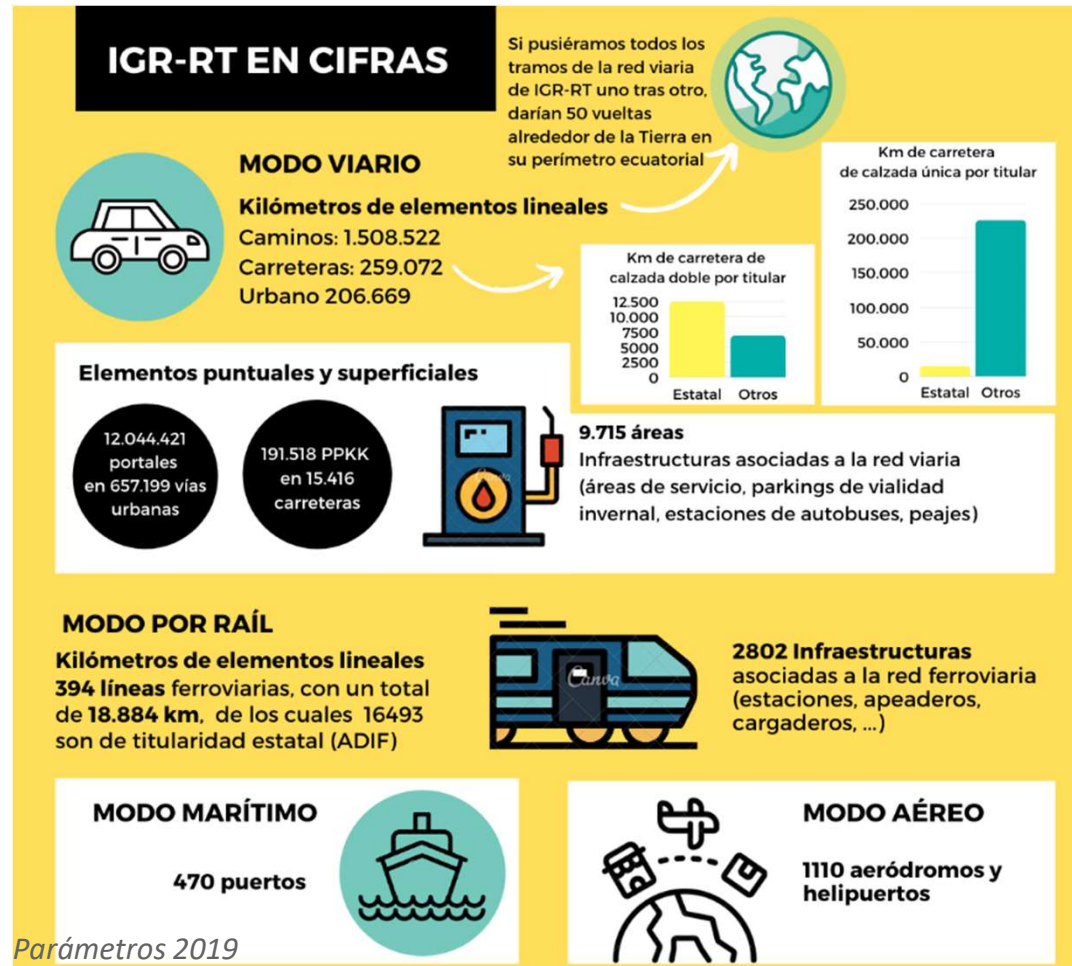 IGR-RT EN CIFRAS
Si pusiéramos todos los
tramos de la red viaria
de IGR-RT uno tras otro,
darían 50 vueltas
alrededor de la Tierra en
su perímetro ecuatorial
MODO VIARIO
Kilómetros de elementos lineales
Caminos: 1.508.522
Carreteras: 259.072
Urbano 206.669
Km de carretera de
calzada doble por titular
12.500
10.000
7500
5000
2500
0
Estatal Otros
Km de carretera
de calzada única por titular
250.000
200.000
150.000
100.000
50.000
0
Estatal Otros
Elementos puntuales y superficiales
12.044.421
portales
en 657.199 vías
urbanas
191.518 PPKK
en 15.416
carreteras
9.715 áreas
Infraestructuras asociadas a la red viaria
(áreas de servicio, parkings de vialidad
invernal, estaciones de autobuses, peajes)
MODO POR RAÍL
Kilómetros de elementos lineales
394 líneas ferroviarias, con un total
de 18.884 km, de los cuales 16493
son de titularidad estatal (ADIF)
Canva
2802 Infraestructuras
asociadas a la red ferroviaria
(estaciones, apeaderos,
cargaderos, ...)
MODO MARÍTIMO
470 puertos
MODO AÉREO
1110 aeródromos y
helipuertos
Parámetros 2019